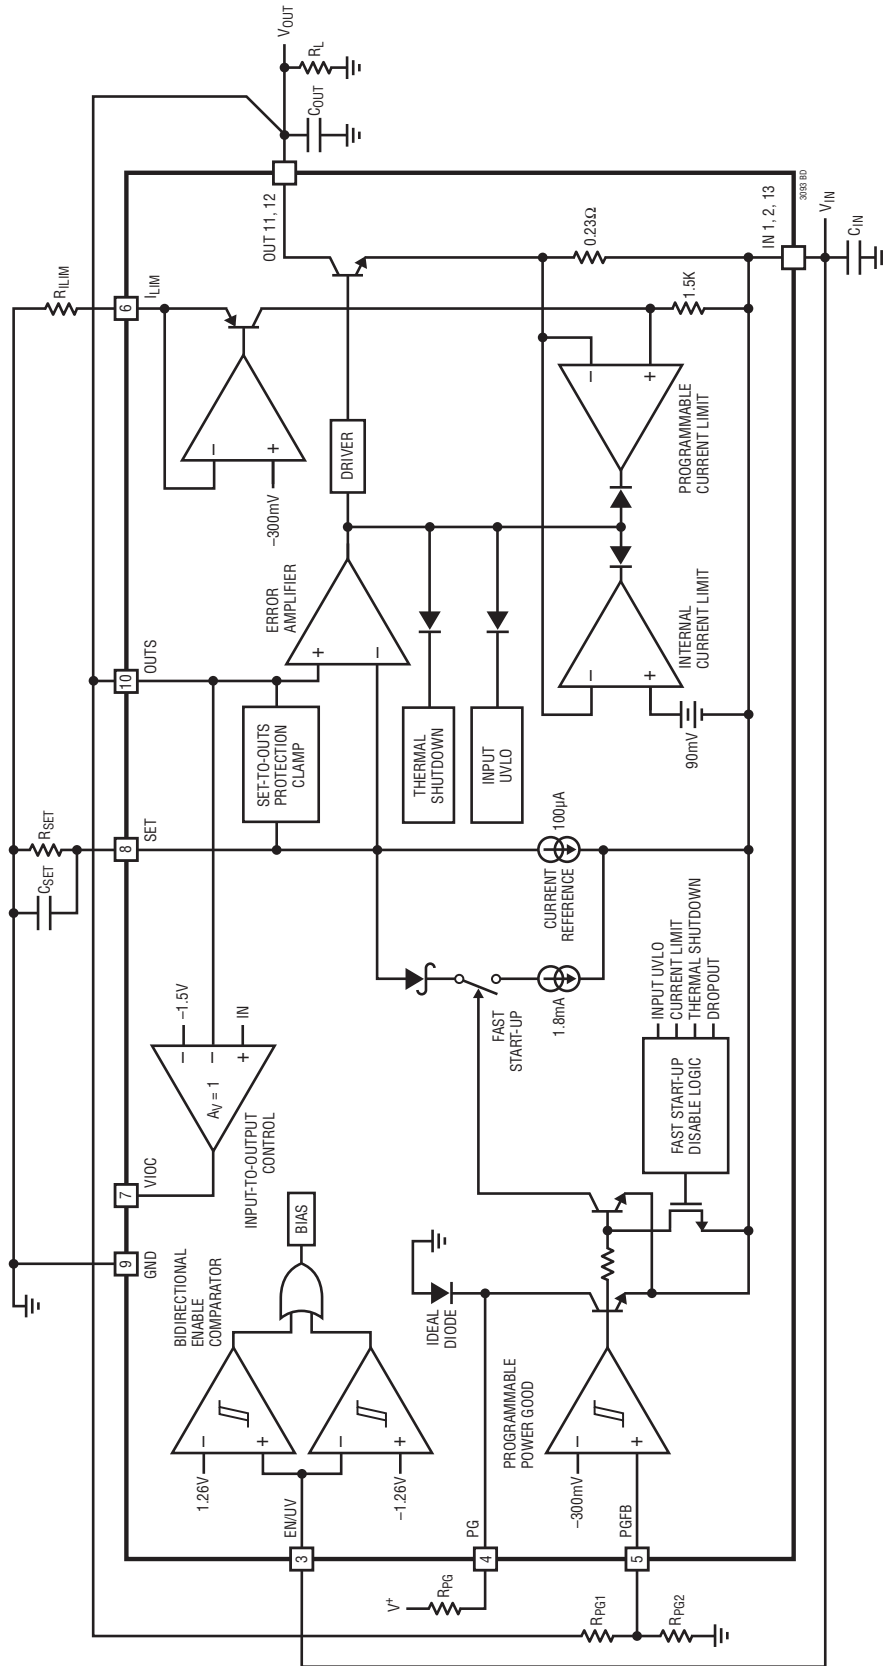 RILIM
6
ILIM
10
OUTS
RSET
CSET
8
SET
7
VIOC
9
GND
–1.5V
–
–
+
IN
AV = 1
INPUT-TO-OUTPUT
CONTROL
BIDIRECTIONAL
ENABLE
COMPARATOR
1.26V
–
+
–
+
–1.26V
BIAS
EN/UV
3
PG
4
V+
RPG
PGFB
5
RPG1
RPG2
–300mV
–
+
PROGRAMMABLE
POWER GOOD
IDEAL
DIODE
FAST
START-UP
1.8mA
CURRENT
REFERENCE
100µA
FAST START-UP
DISABLE LOGIC
INPUT UVLO
CURRENT LIMIT
THERMAL SHUTDOWN
DROPOUT
SET-TO-OUTS
PROTECTION
CLAMP
ERROR
AMPLIFIER
+
–
THERMAL
SHUTDOWN
INPUT
UVLO
DRIVER
–300mV
–
+
90mV
–
+
INTERNAL
CURRENT LIMIT
–
+
PROGRAMMABLE
CURRENT LIMIT
1.5K
0.23Ω
OUT 11, 12
COUT
RL
VOUT
IN 1, 2, 13
VIN
CIN
3093 BD